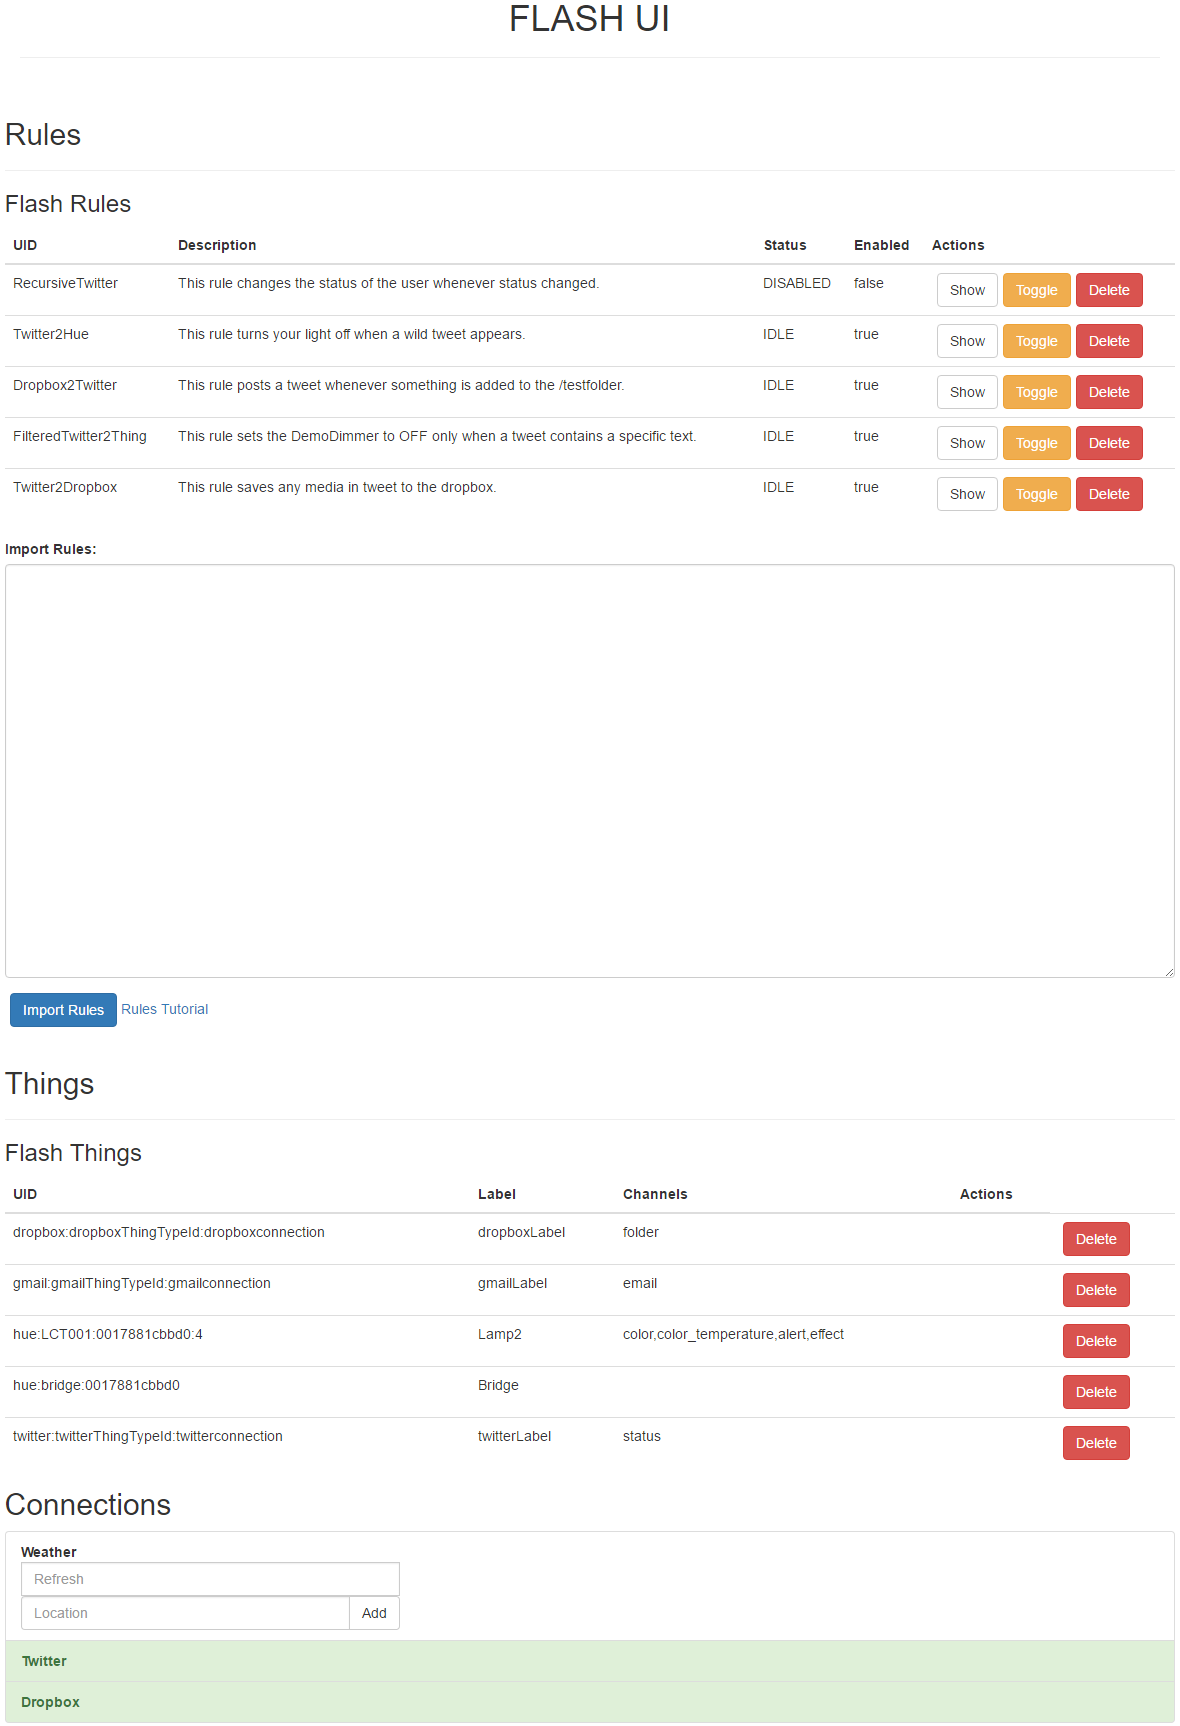 FLASH UI
Rules
Flash Rules
UID Description Status Enabled Actions
RecursiveTwitter This rule changes the status of the user whenever status changed. DISABLED false Show Toggle Delete
Twitter2Hue This rule turns your light off when a wild tweet appears. IDLE true Show Toggle Delete
Dropbox2Twitter This rule posts a tweet whenever something is added to the /testfolder. IDLE true Show Toggle Delete
FilteredTwitter2Thing This rule sets the DemoDimmer to OFF only when a tweet contains a specific text. IDLE true Show Toggle Delete
Twitter2Dropbox This rule saves any media in tweet to the dropbox. IDLE true Show Toggle Delete
Import Rules:
Import Rules Rules Tutorial
Things
Flash Things
UID Label Channels Actions
dropbox:dropboxThingTypeId:dropboxconnection dropboxLabel folder Delete
gmail:gmailThingTypeId:gmailconnection gmailLabel email Delete
hue:LCT001:0017881cbbd0:4 Lamp2 color,color_temperature,alert,effect Delete
hue:bridge:0017881cbbd0 Bridge Delete
twitter:twitterThingTypeId:twitterconnection twitterLabel status Delete
Connections
Weather
Refresh
Location Add
Twitter
Dropbox